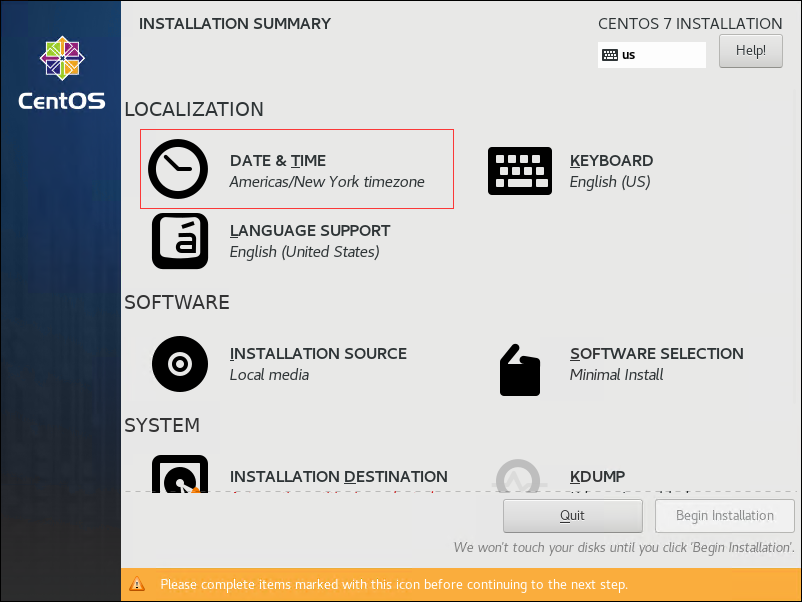 INSTALLATION SUMMARY
CENTOS 7 INSTALLATION
us
Help!
CentOS
LOCALIZATION
DATE & TIME
Americas/New York timezone
KEYBOARD
English (US)
á
LANGUAGE SUPPORT
English (United States)
SOFTWARE
INSTALLATION SOURCE
Local media
SOFTWARE SELECTION
Minimal Install
SYSTEM
INSTALLATION DESTINATION
KDUMP
Quit
Begin Installation
We won't touch your disks until you click 'Begin Installation'.
Please complete items marked with this icon before continuing to the next step.